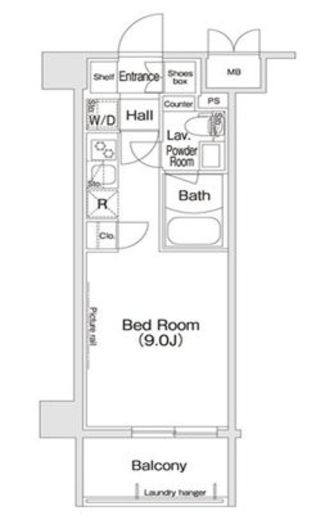 Shelf
Entrance
Shoes
box
MB
Sto.
W/D
Hall
Counter
PS
Sto.
Lav.
Powder
Room
Sto.
R
Bath
Clo.
Picture rail
Bed Room
(9.0J)
Balcony
Laundry hanger